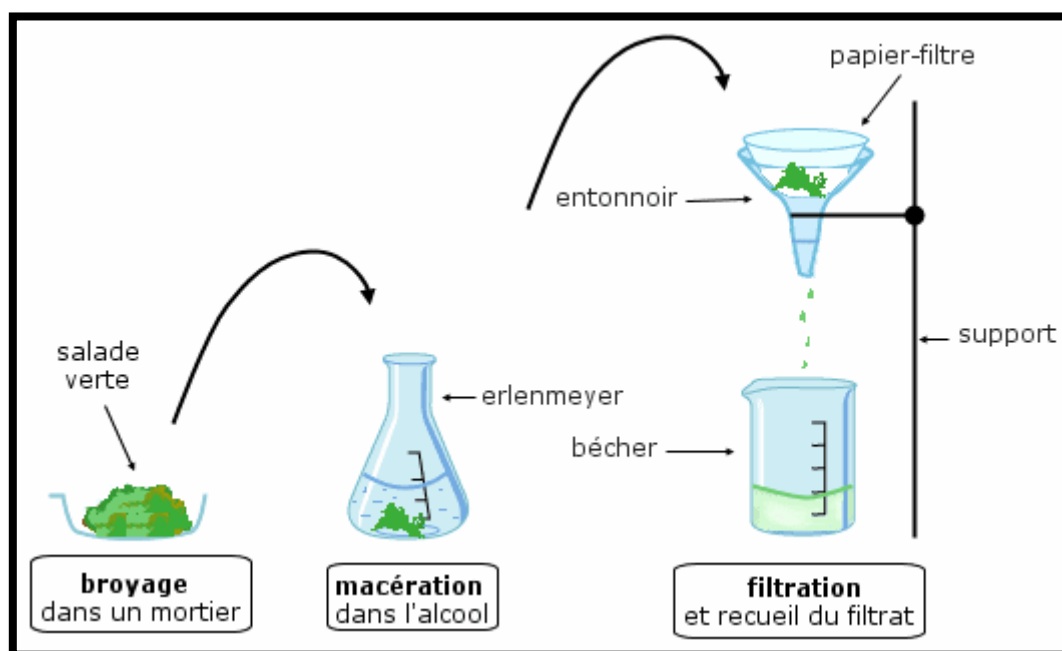 papier-filtre
entonnoir
salade
verte
erlenmeyer
support
bécher
broyage
dans un mortier
macération
dans l'alcool
filtration
et recueil du filtrat